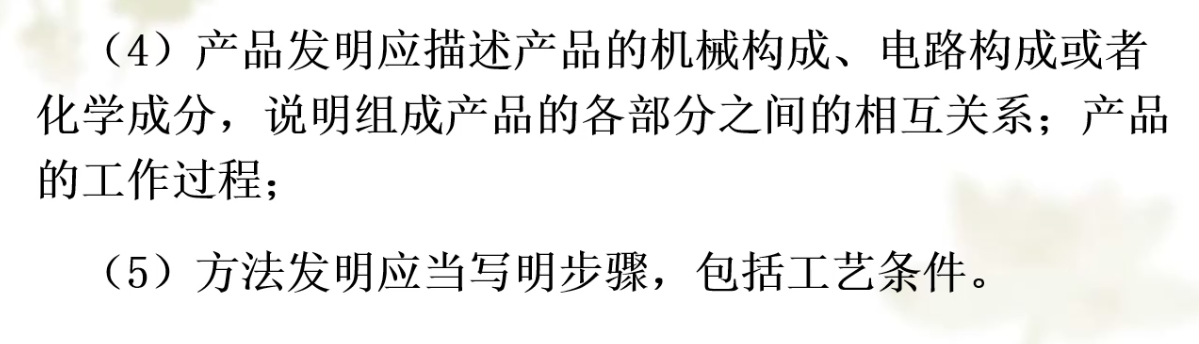 （4）产品发明应描述产品的机械构成、电路构成或者
化学成分，说明组成产品的各部分之间的相互关系；产品
的工作过程；
（5）方法发明应当写明步骤，包括工艺条件。